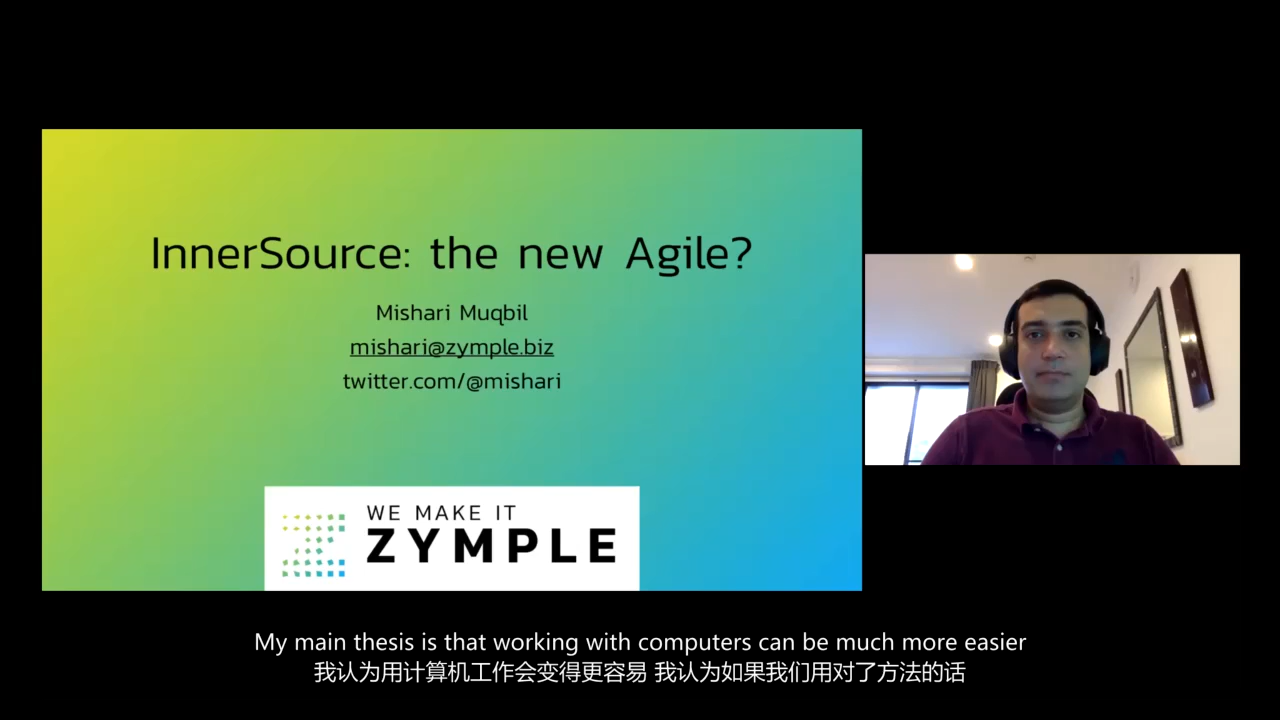 InnerSource: the new Agile?
Mishari Muqbil
mishari@zymple.biz
twitter.com/@mishari
WE MAKE IT
ZYMPLE
My main thesis is that working with computers can be much more easier
我认为用计算机工作会变得更容易 我认为如果我们用对了方法的话